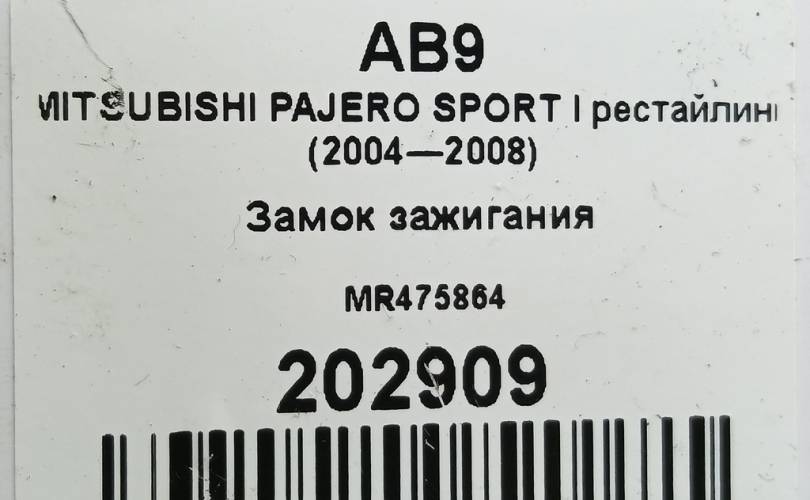 AB9
MITSUBISHI PAJERO SPORT I рестайлинг
(2004—2008)
Замок зажигания
MR475864
202909